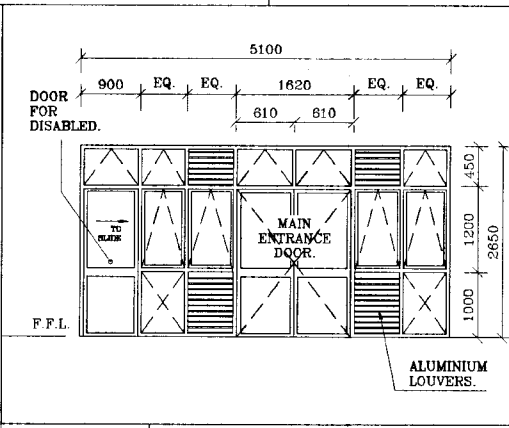 5100
900 EQ. EQ. 1620 EQ. EQ.
610 610
DOOR
FOR
DISABLED.
450
1200
2650
1000
TO
SLIDE
MAIN
ENTRANCE
DOOR.
F.F.L.
ALUMINIUM
LOUVERS.